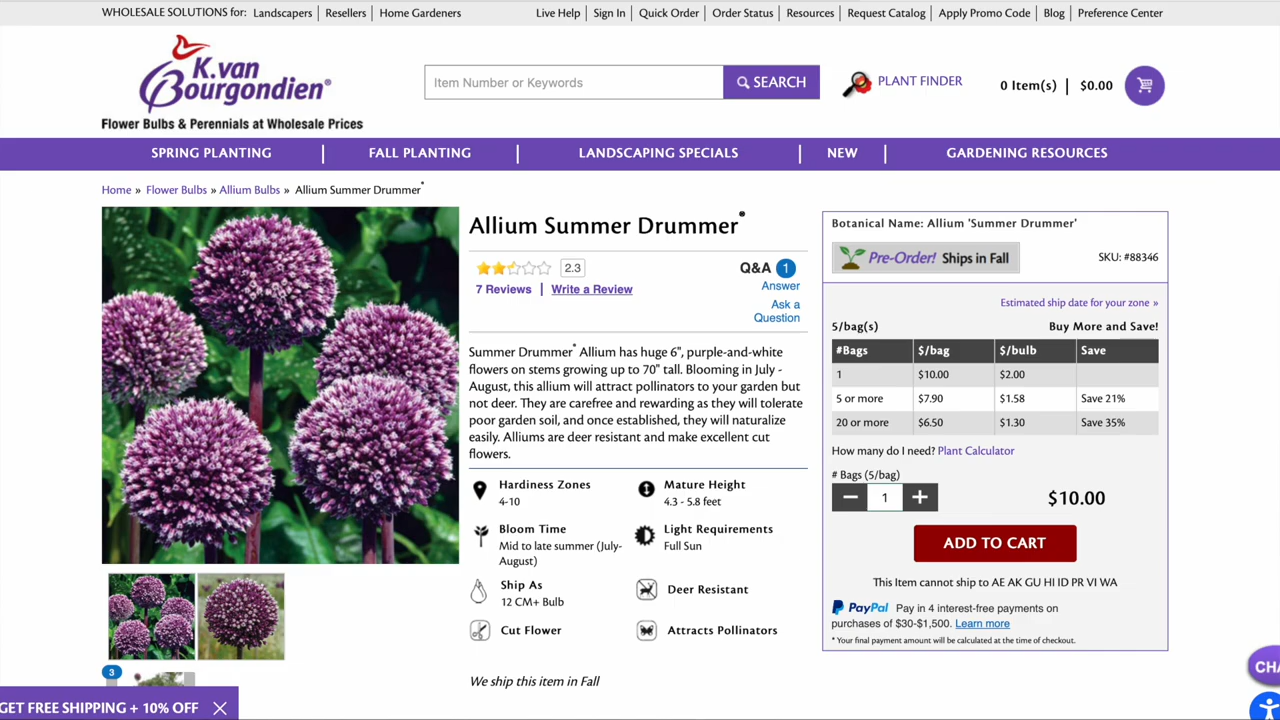 WHOLESALE SOLUTIONS for: Landscapers | Resellers | Home Gardeners
Live Help | Sign In | Quick Order | Order Status | Resources | Request Catalog | Apply Promo Code | Blog | Preference Center
K.van Bourgondien®
Flower Bulbs & Perennials at Wholesale Prices
Item Number or Keywords
SEARCH
PLANT FINDER
0 Item(s) | $0.00
SPRING PLANTING | FALL PLANTING | LANDSCAPING SPECIALS | NEW | GARDENING RESOURCES
Home » Flower Bulbs » Allium Bulbs » Allium Summer Drummer®
Allium Summer Drummer®
2.3
7 Reviews | Write a Review
Q&A 1
Answer
Ask a
Question
Summer Drummer® Allium has huge 6", purple-and-white
flowers on stems growing up to 70" tall. Blooming in July -
August, this allium will attract pollinators to your garden but
not deer. They are carefree and rewarding as they will tolerate
poor garden soil, and once established, they will naturalize
easily. Alliums are deer resistant and make excellent cut
flowers.
Hardiness Zones
4-10
Mature Height
4.3 - 5.8 feet
Bloom Time
Mid to late summer (July-
August)
Light Requirements
Full Sun
Ship As
12 CM+ Bulb
Deer Resistant
Cut Flower
Attracts Pollinators
We ship this item in Fall
Botanical Name: Allium 'Summer Drummer'
Pre-Order! Ships in Fall
SKU: #88346
Estimated ship date for your zone »
5/bag(s)
Buy More and Save!
#Bags $/bag $/bulb Save
1 $10.00 $2.00
5 or more $7.90 $1.58 Save 21%
20 or more $6.50 $1.30 Save 35%
How many do I need? Plant Calculator
# Bags (5/bag)
− 1 +
$10.00
ADD TO CART
This Item cannot ship to AE AK GU HI ID PR VI WA
PayPal Pay in 4 interest-free payments on
purchases of $30-$1,500. Learn more
* Your final payment amount will be calculated at the time of checkout.
3
GET FREE SHIPPING + 10% OFF
CHA